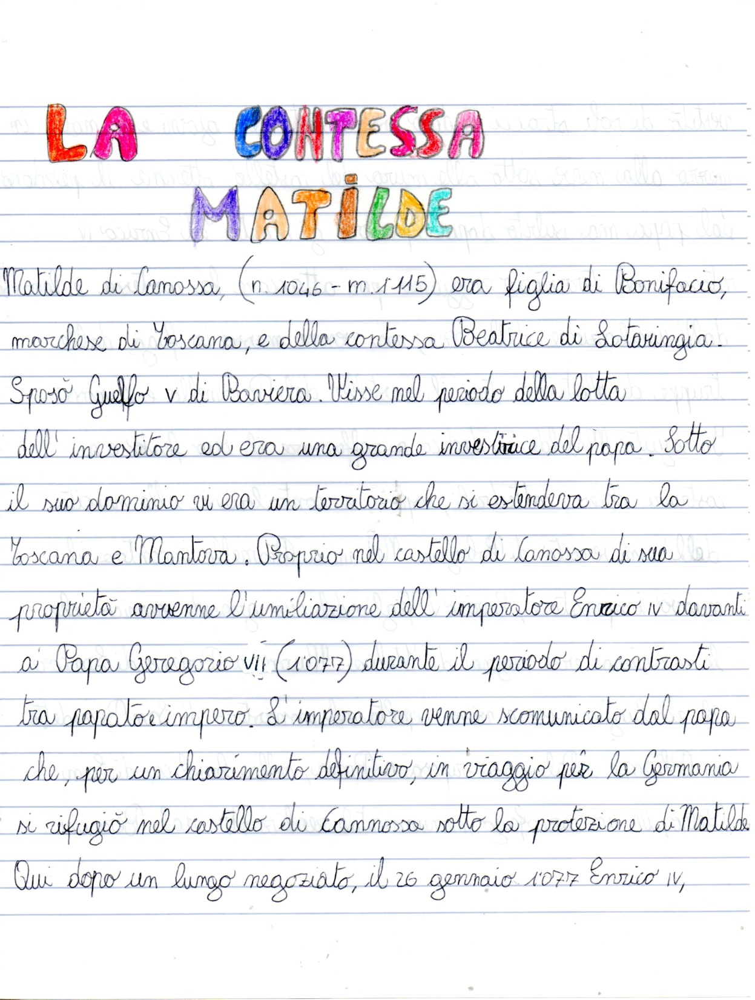 LA CONTESSA
MATILDE
Matilde di Canossa, (n. 1046 - m. 1115) era figlia di Bonifacio,
marchese di Toscana, e della contessa Beatrice di Lotaringia.
Sposò Guelfo V di Baviera. Visse nel periodo della lotta
dell' investitore ed era una grande investirice del papa. Sotto
il suo dominio vi era un territorio che si estendeva tra la
Toscana e Mantova. Proprio nel castello di Canossa di sua
proprietà avvenne l'umiliazione dell' imperatore Enrico IV davanti
a Papa Geregorio VII (1077) durante il periodo di contrasti
tra papato e impero. L'imperatore venne scomunicato dal papa
che, per un chiarimento definitivo, in viaggio per la Germania
si rifugiò nel castello di Cannossa sotto la protezione di Matilde
Qui dopo un lungo negoziato, il 26 gennaio 1077 Enrico IV,